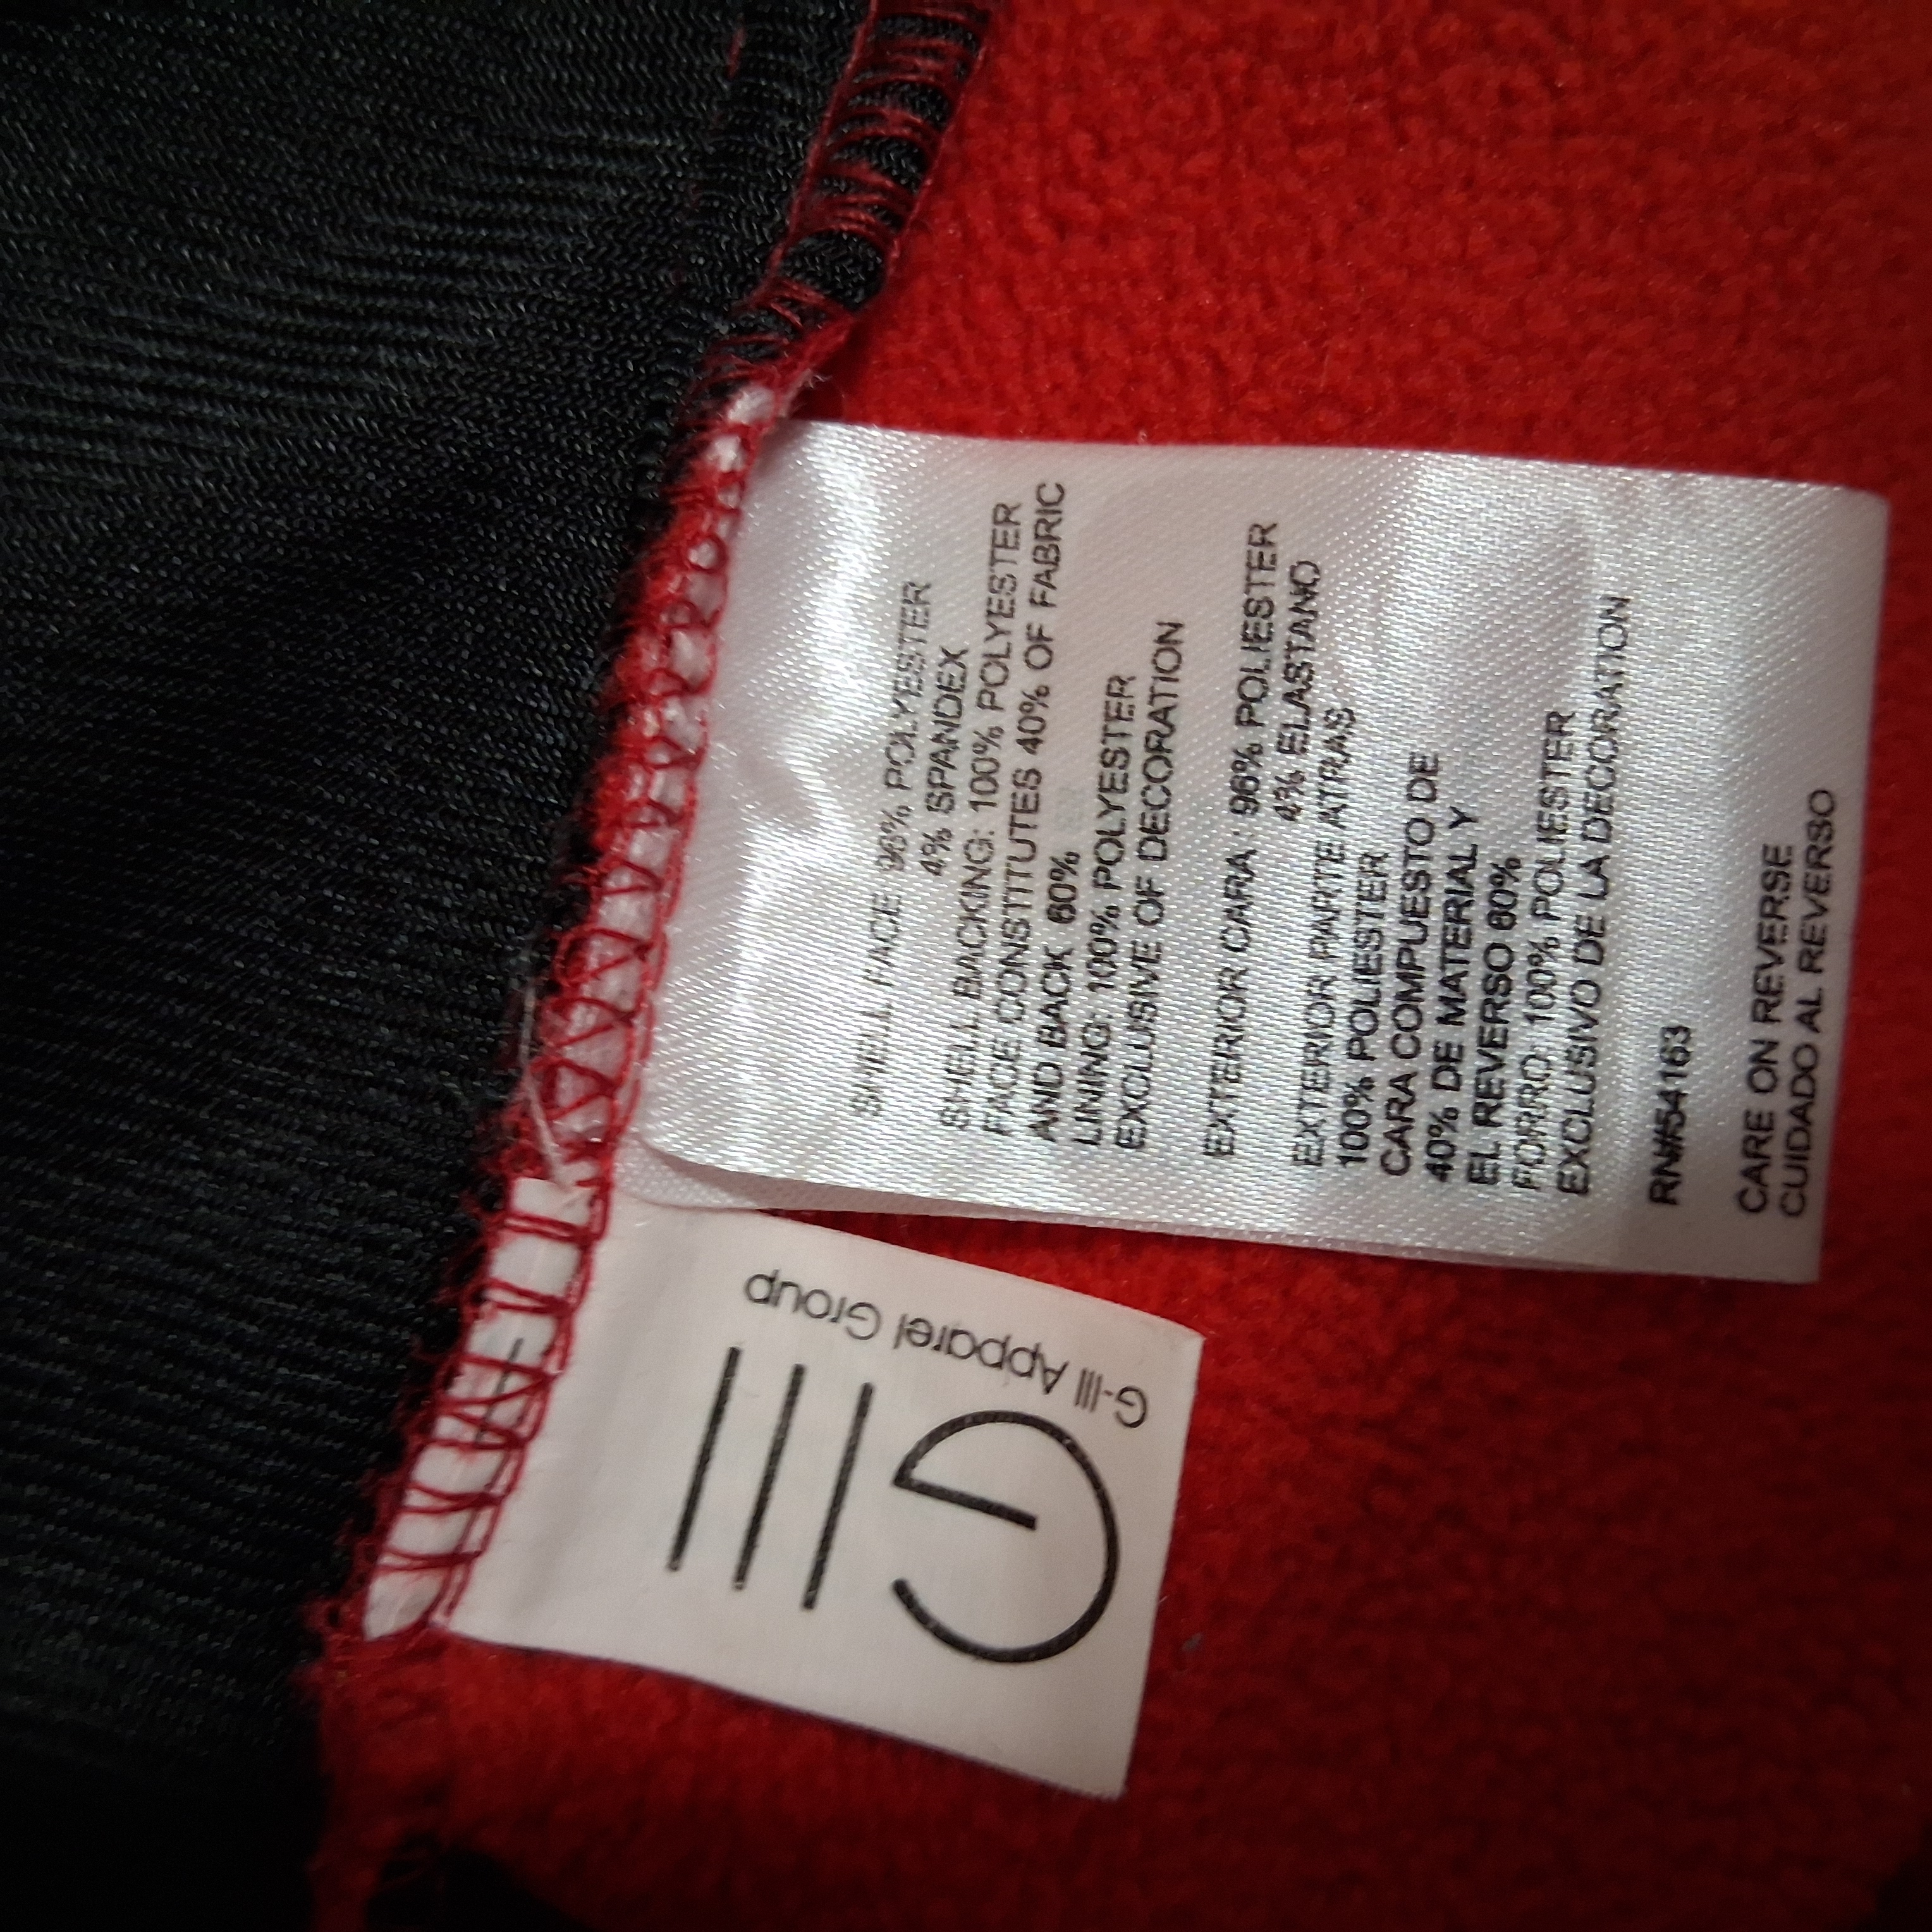 SHELL FACE 96% POLYESTER
4% SPANDEX
SHELL BACKING: 100% POLYESTER
FACE CONSTITUTES 40% OF FABRIC
AND BACK 60%
LINING: 100% POLYESTER
EXCLUSIVE OF DECORATION
EXTERIOR CARA : 96% POLIESTER
4% ELASTANO
EXTERIOR PARTE ATRAS
100% POLIESTER
CARA COMPUESTO DE
40% DE MATERIAL Y
EL REVERSO 60%
FORRO: 100% POLIESTER
EXCLUSIVO DE LA DECORATION
RN#54163
CARE ON REVERSE
CUIDADO AL REVERSO
G-III Apparel Group
GIII